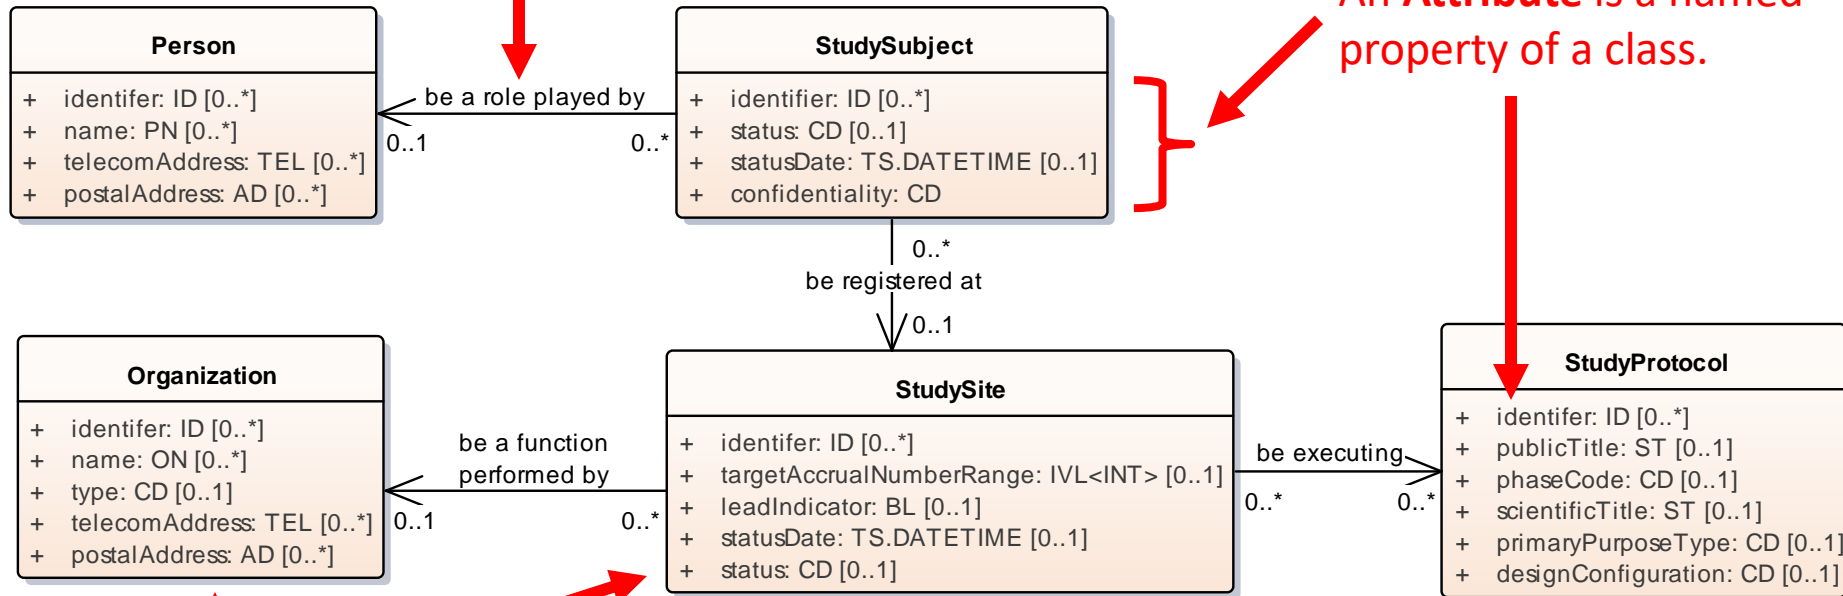 An Attribute is a named
property of a class.
Person
+ identifer: ID [0..*]
+ name: PN [0..*]
+ telecomAddress: TEL [0..*]
+ postalAddress: AD [0..*]
be a role played by
0..1
0..*
StudySubject
+ identifier: ID [0..*]
+ status: CD [0..1]
+ statusDate: TS.DATETIME [0..1]
+ confidentiality: CD
0..*
be registered at
0..1
Organization
+ identifer: ID [0..*]
+ name: ON [0..*]
+ type: CD [0..1]
+ telecomAddress: TEL [0..*]
+ postalAddress: AD [0..*]
be a function
performed by
0..1
0..*
StudySite
+ identifer: ID [0..*]
+ targetAccrualNumberRange: IVL<INT> [0..1]
+ leadIndicator: BL [0..1]
+ statusDate: TS.DATETIME [0..1]
+ status: CD [0..1]
be executing
0..*
0..*
StudyProtocol
+ identifer: ID [0..*]
+ publicTitle: ST [0..1]
+ phaseCode: CD [0..1]
+ scientificTitle: ST [0..1]
+ primaryPurposeType: CD [0..1]
+ designConfiguration: CD [0..1]